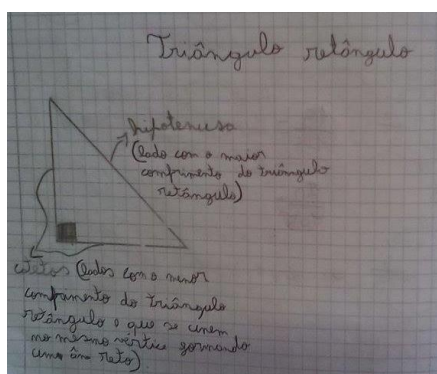 Triângulo retângulo
hipotenusa
(lado com o maior
comprimento do triângulo
retângulo)
catetos (lados com o menor
comprimento do triângulo
retângulo e que se unem
no mesmo vértice formando
um âng reto)